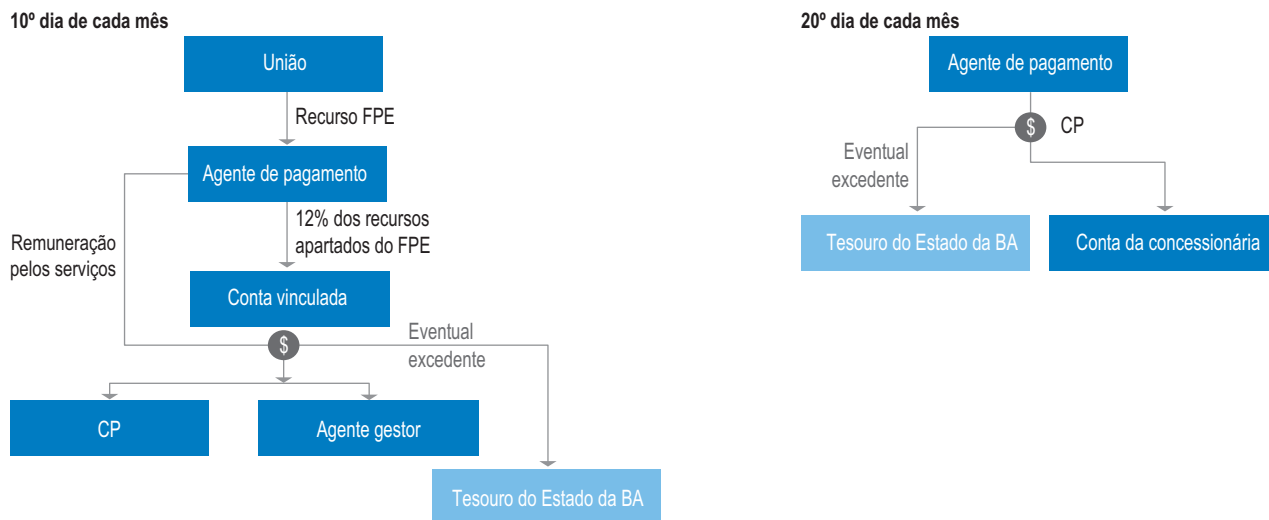 10º dia de cada mês
União
Recurso FPE
Agente de pagamento
12% dos recursos
apartados do FPE
Remuneração
pelos serviços
Conta vinculada
$
Eventual
excedente
CP
Agente gestor
Tesouro do Estado da BA
20º dia de cada mês
Agente de pagamento
$
CP
Eventual
excedente
Tesouro do Estado da BA
Conta da concessionária